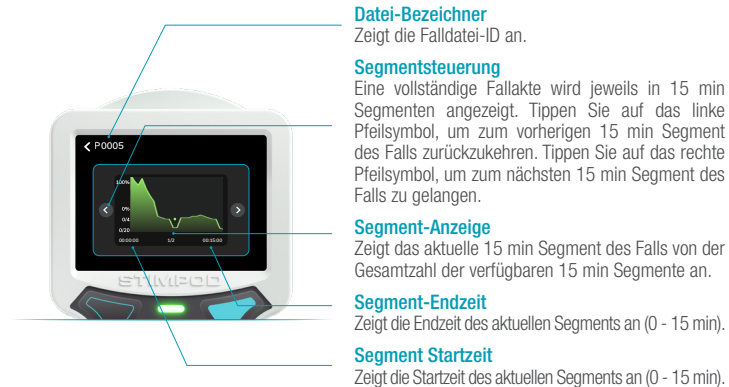 Datei-Bezeichner
Zeigt die Falldatei-ID an.
Segmentsteuerung
Eine vollständige Fallakte wird jeweils in 15 min
Segmenten angezeigt. Tippen Sie auf das linke
Pfeilsymbol, um zum vorherigen 15 min Segment
des Falls zurückzukehren. Tippen Sie auf das rechte
Pfeilsymbol, um zum nächsten 15 min Segment des
Falls zu gelangen.
Segment-Anzeige
Zeigt das aktuelle 15 min Segment des Falls von der
Gesamtzahl der verfügbaren 15 min Segmente an.
Segment-Endzeit
Zeigt die Endzeit des aktuellen Segments an (0 - 15 min).
Segment Startzeit
Zeigt die Startzeit des aktuellen Segments an (0 - 15 min).
P0005
100%
0%
0/4
0/20
00:00:00 1/2 00:15:00
STIMPOD